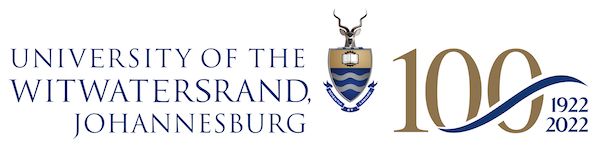 UNIVERSITY OF THE
WITWATERSRAND,
JOHANNESBURG
100
1922
2022